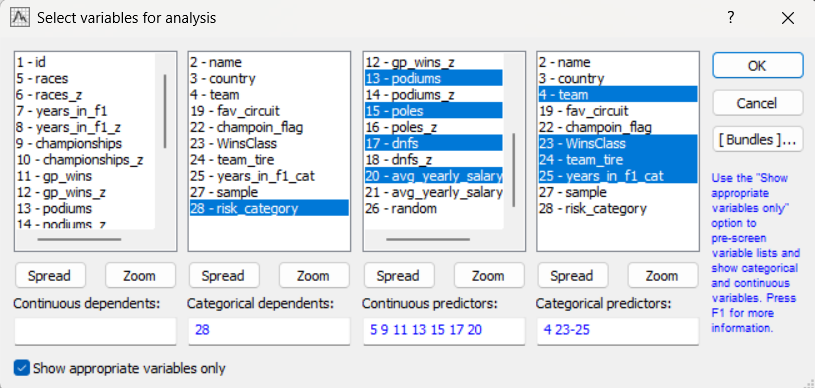 Select variables for analysis
?
1 - id
5 - races
6 - races_z
7 - years_in_f1
8 - years_in_f1_z
9 - championships
10 - championships_z
11 - gp_wins
12 - gp_wins_z
13 - podiums
14 - podiums_z
2 - name
3 - country
4 - team
19 - fav_circuit
22 - champoin_flag
23 - WinsClass
24 - team_tire
25 - years_in_f1_cat
27 - sample
28 - risk_category
12 - gp_wins_z
13 - podiums
14 - podiums_z
15 - poles
16 - poles_z
17 - dnfs
18 - dnfs_z
20 - avg_yearly_salary
21 - avg_yearly_salary
26 - random
2 - name
3 - country
4 - team
19 - fav_circuit
22 - champoin_flag
23 - WinsClass
24 - team_tire
25 - years_in_f1_cat
27 - sample
28 - risk_category
OK
Cancel
[ Bundles ]...
Use the "Show
appropriate
variables only"
option to
pre-screen
variable lists and
show categorical
and continuous
variables. Press
F1 for more
information.
Spread Zoom Spread Zoom Spread Zoom Spread Zoom
Continuous dependents: Categorical dependents: Continuous predictors: Categorical predictors:
28 5 9 11 13 15 17 20 4 23-25
Show appropriate variables only